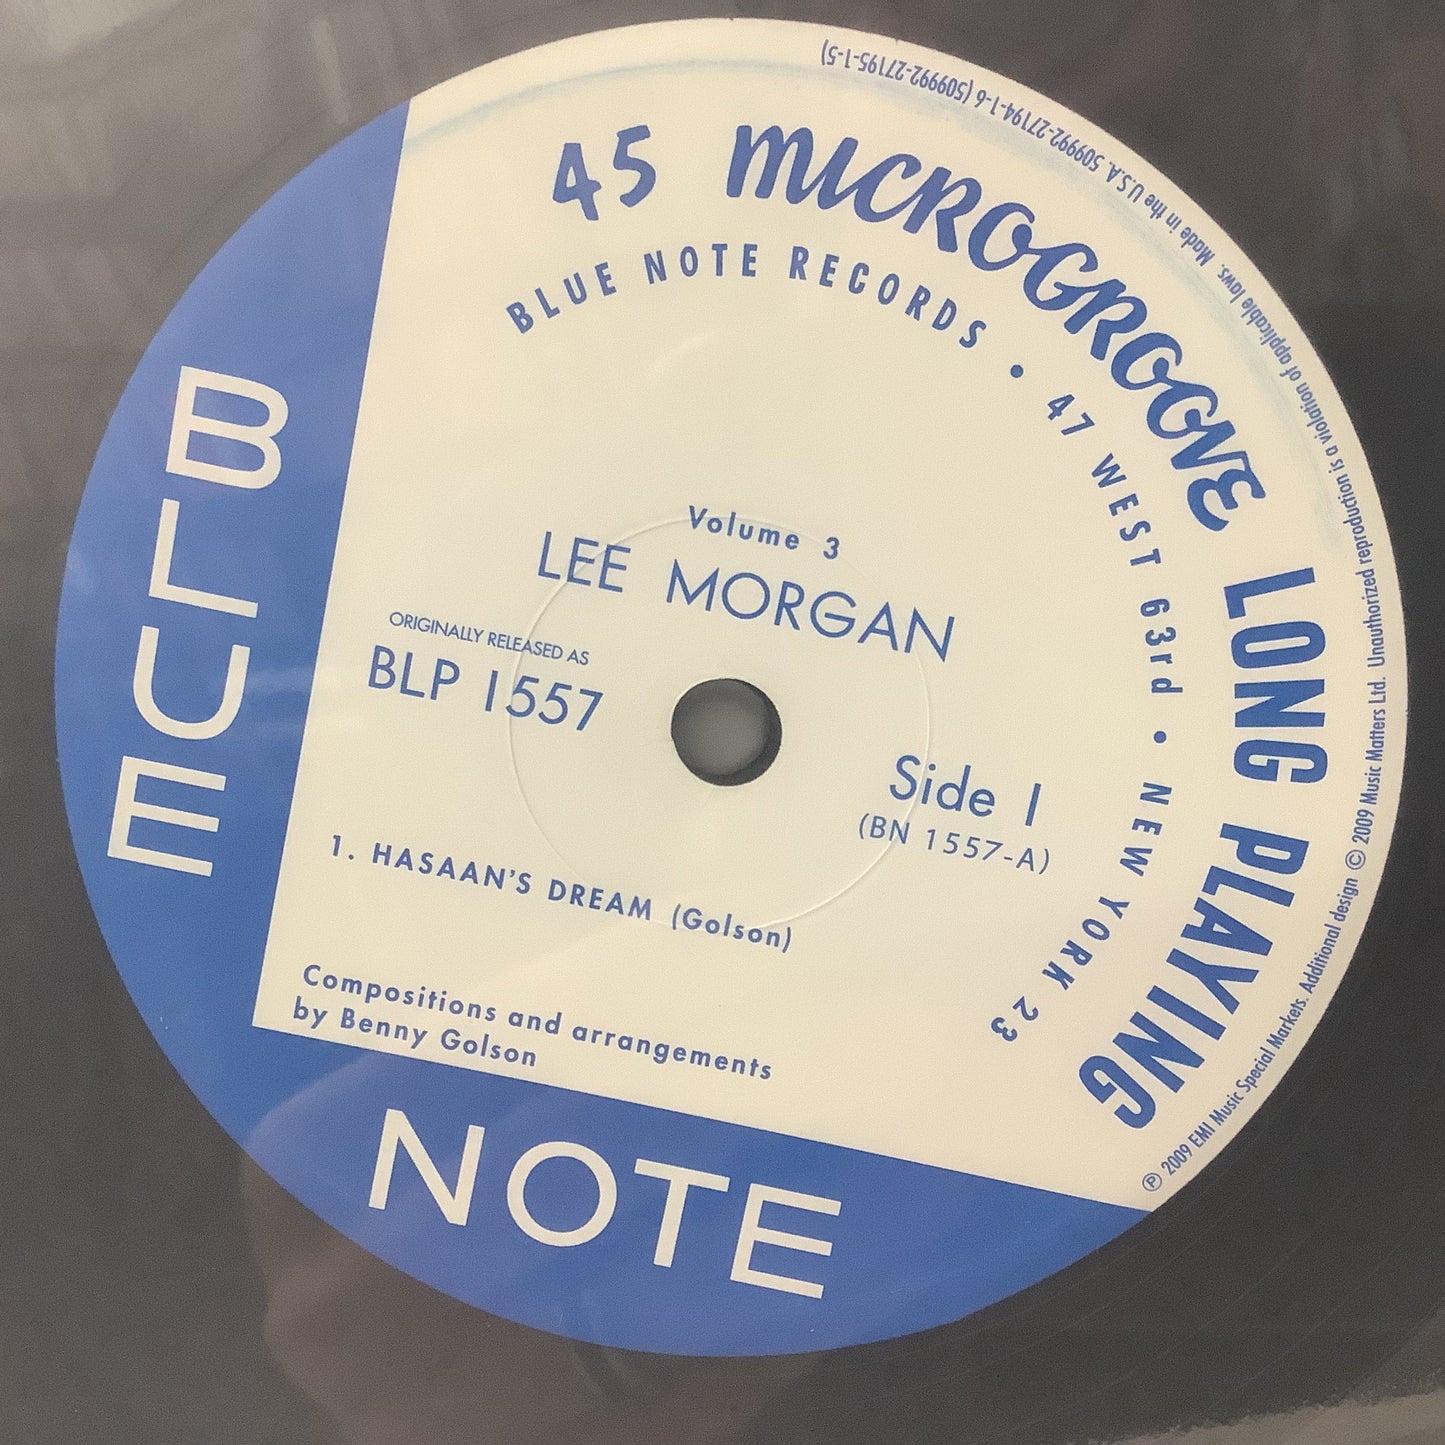 45 MICROGROOVE LONG PLAYING
BLUE NOTE RECORDS • 47 WEST 63rd • NEW YORK 23
Volume 3
LEE MORGAN
ORIGINALLY RELEASED AS
BLP 1557
Side 1
(BN 1557-A)
1. HASAAN'S DREAM (Golson)
Compositions and arrangements
by Benny Golson
BLUE
NOTE
℗ 2009 EMI Music Special Markets. Additional design © 2009 Music Matters Ltd. Unauthorized reproduction is a violation of applicable laws. Made in the U.S.A. 509992-27194-1-6 (509992-27195-1-5)